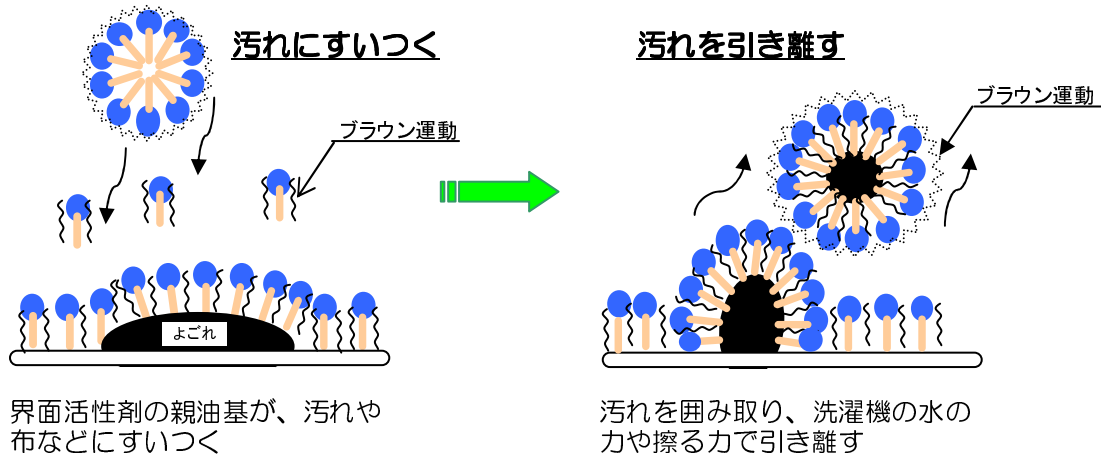 汚れにすいつく
ブラウン運動
よごれ
界面活性剤の親油基が、汚れや
布などにすいつく
汚れを引き離す
ブラウン運動
汚れを囲み取り、洗濯機の水の
力や擦る力で引き離す